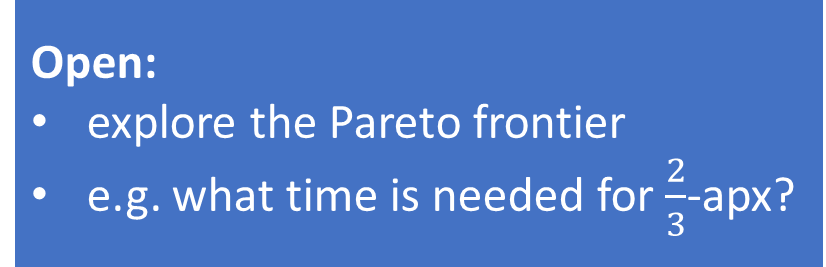 Open:
• explore the Pareto frontier
• e.g. what time is needed for 2/3-apx?